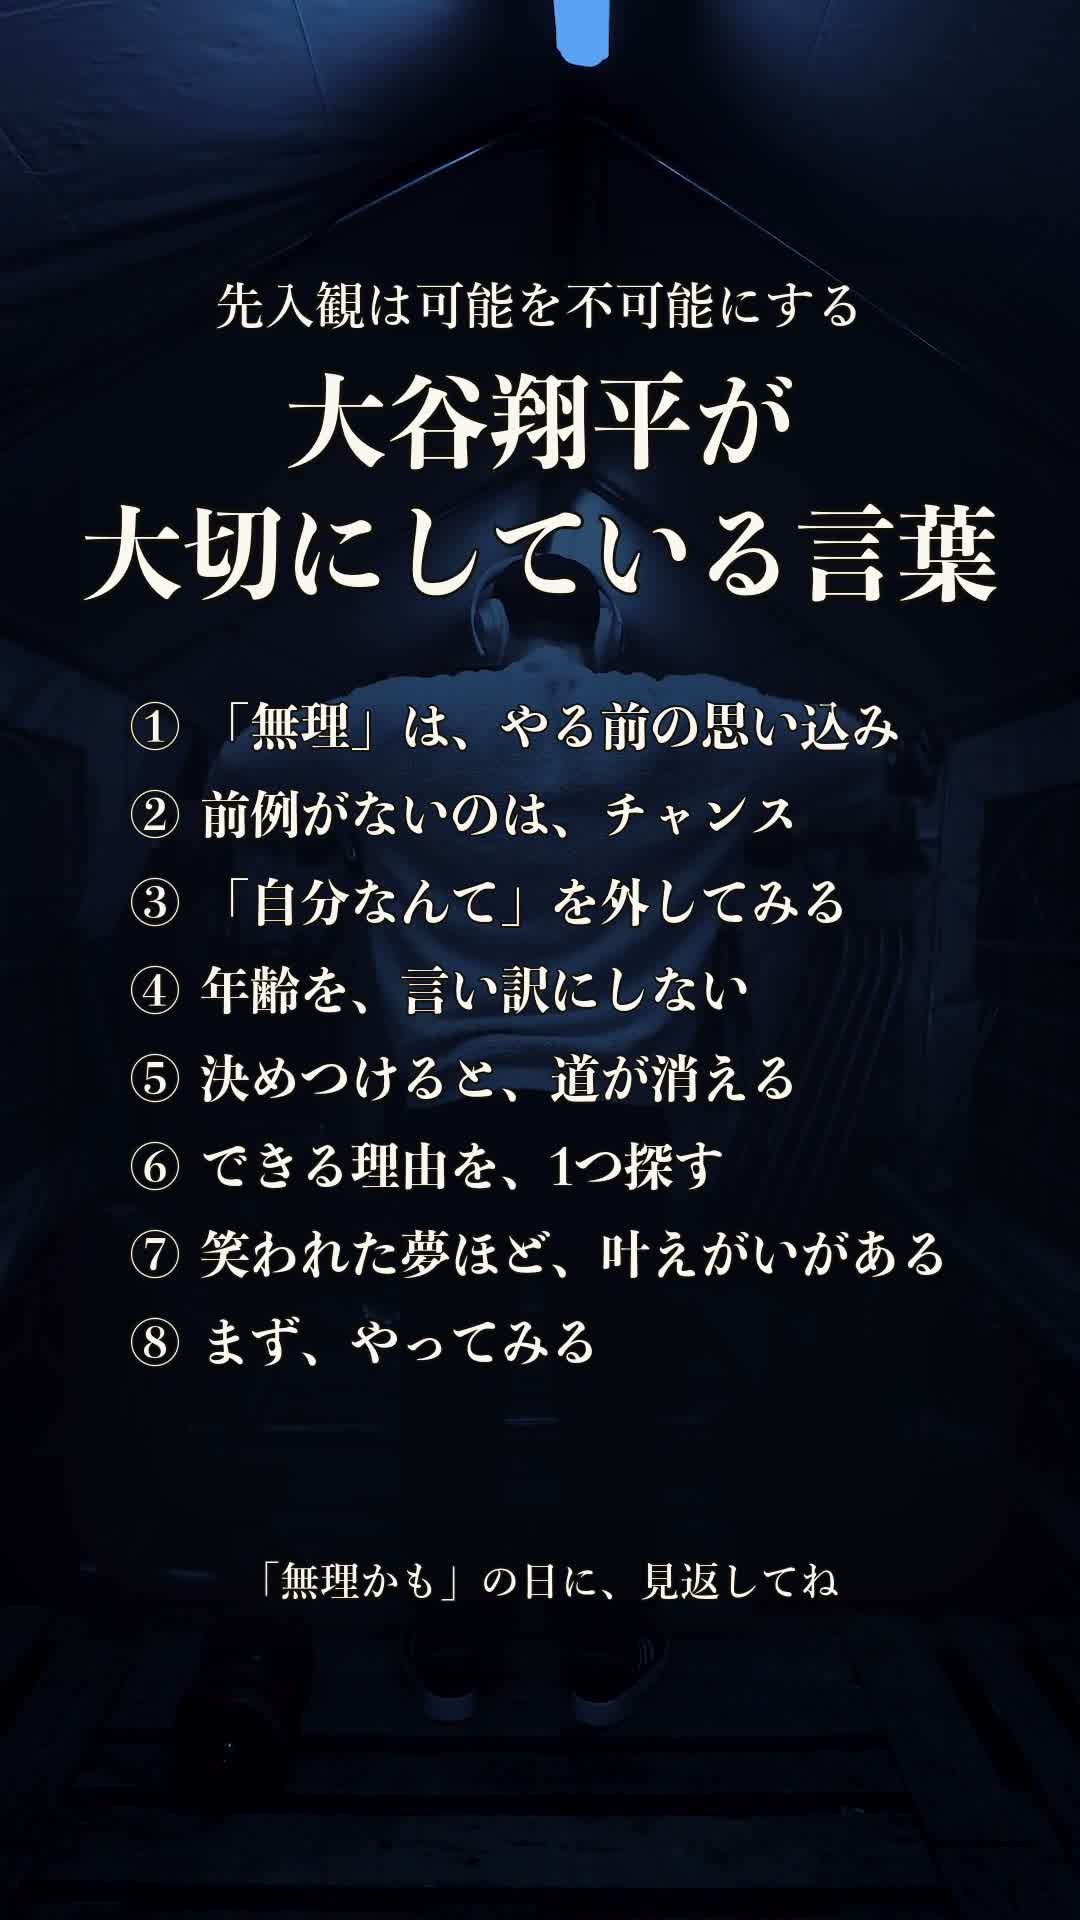 先入観は可能を不可能にする
大谷翔平が
大切にしている言葉
① 「無理」は、やる前の思い込み
② 前例がないのは、チャンス
③ 「自分なんて」を外してみる
④ 年齢を、言い訳にしない
⑤ 決めつけると、道が消える
⑥ できる理由を、1つ探す
⑦ 笑われた夢ほど、叶えがいがある
⑧ まず、やってみる
「無理かも」の日に、見返してね